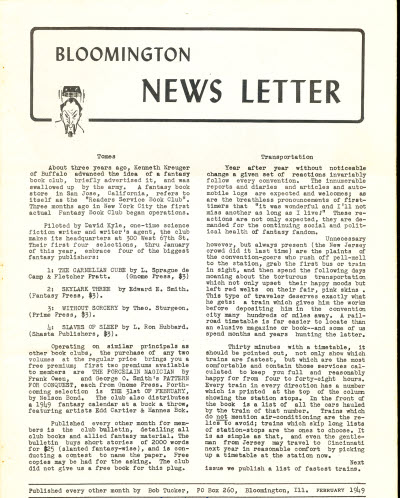 BLOOMINGTON
NEWS LETTER
Tomes
About three years ago, Kenneth Kreuger
of Buffalo advanced the idea of a fantasy
book club, briefly advertised it, and was
swallowed up by the army. A fantasy book
store in San Jose, California, refers to
itself as the "Readers Service Book Club".
Three months ago in New York City the first
actual Fantasy Book Club began operations.
Piloted by David Kyle, one-time science
fiction writer and writer's agent, the club
makes its headquarters at 300 West 67th St.
Their first four selections, thru January
of this year, embrace four of the biggest
fantasy publishers:
1: THE CARNELIAN CUBE by L. Sprague de
Camp & Fletcher Pratt, (Gnome Press, $3)
2: SKYLARK THREE by Edward E. Smith,
(Fantasy Press, $3).
3: WITHOUT SORCERY by Theo. Sturgeon,
(Prime Press, $3).
4: SLAVES OF SLEEP by L. Ron Hubbard.
(Shasta Publishers, $3).
Operating on similar principals as
other book clubs, the purchase of any two
volumes at the regular price brings you a
free premium; first two premiums available
to members are THE PORCELAIN MAGICIAN by
Frank Owen, and George O. Smith's PATTERN
FOR CONQUEST, each from Gnome Press. Forth-
coming selection is THE 31st OF FEBRUARY,
by Nelson Bond. The club also distributes
a 1949 fantasy calendar at a buck a throw,
featuring artists Edd Cartier & Hannes Bok.
Published every other month for mem-
bers is the club bulletin, detailing all
club books and allied fantasy material. The
bulletin buys short stories of 2000 words
for $25 (slanted fantasy-wise), and is con-
ducting a contest to name the paper. Free
copies may be had for the asking. The club
did not give us a free book for this plug.
Transportation
Year after year without noticeable
change a given set of reactions invariably
follow every convention. The innumerable
reports and diaries and articles and auto-
mobile logs are expected and welcomed; as
are the breathless pronouncements of first-
timers that "it was wonderful and I'll not
miss another as long as I live!" These re-
actions are not only expected, they are de-
manded for the continuing social and polit-
ical health of fantasy fandom.
Unnecessary
however, but always present (the New Jersey
crowd did it last time) are the plaints of
the convention-goers who rush off pell-mell
to the station, grab the first bus or train
in sight, and then spend the following days
moaning about the torturous transportation
which not only upset their happy moods but
left red welts on their fair, pink skins.
This type of traveler deserves exactly what
he gets: a train which gives him the works
before depositing him in the convention
city many hundred of miles away. A rail-
road timetable is far easier to locate than
an elusive magazine or book--and some of us
spend months and years hunting the latter.
Thirty minutes with a timetable, it
should be pointed out, not only show which
trains are fastest, but which are the most
comfortable and contain those services cal-
culated to keep you full and reasonably
happy for from four to forty-eight hours.
Every train in every direction has a number
which is printed at the top of the column
showing the station stops. In the front of
the book is a list of all the cars hauled
by the train of that number. Trains which
do not mention air-conditioning are the re-
lics to avoid; trains which skip long lists
of station-stops are the ones to choose. It
is as simple as that, and even the gentle-
man from Jersey may travel to Cincinnati
next year in reasonable comfort by picking
up a timetable at the station now.
Next
issue we publish a list of fastest trains.
Published every other month by Bob Tucker, PO Box 260, Bloomington, Ill. FEBRUARY 1949